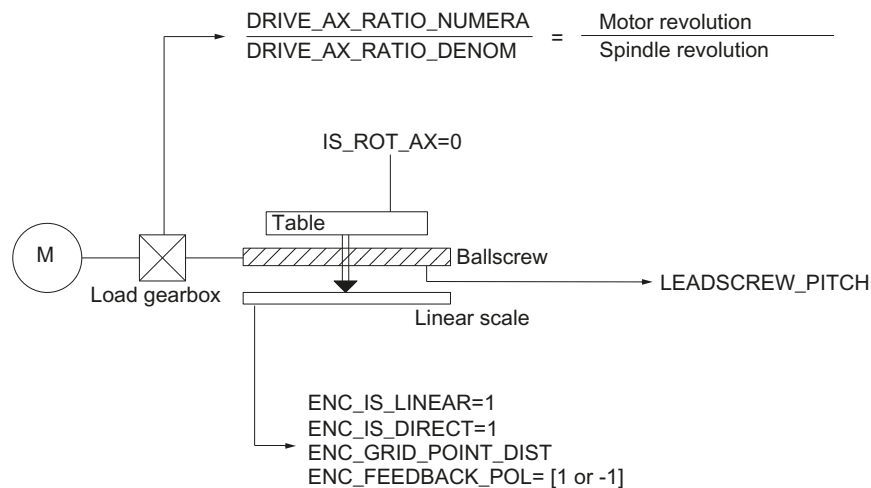 DRIVE_AX_RATIO_NUMERA
DRIVE_AX_RATIO_DENOM
=
Motor revolution
Spindle revolution
IS_ROT_AX=0
Table
M
Ballscrew
Load gearbox
LEADSCREW_PITCH
Linear scale
ENC_IS_LINEAR=1
ENC_IS_DIRECT=1
ENC_GRID_POINT_DIST
ENC_FEEDBACK_POL= [1 or -1]